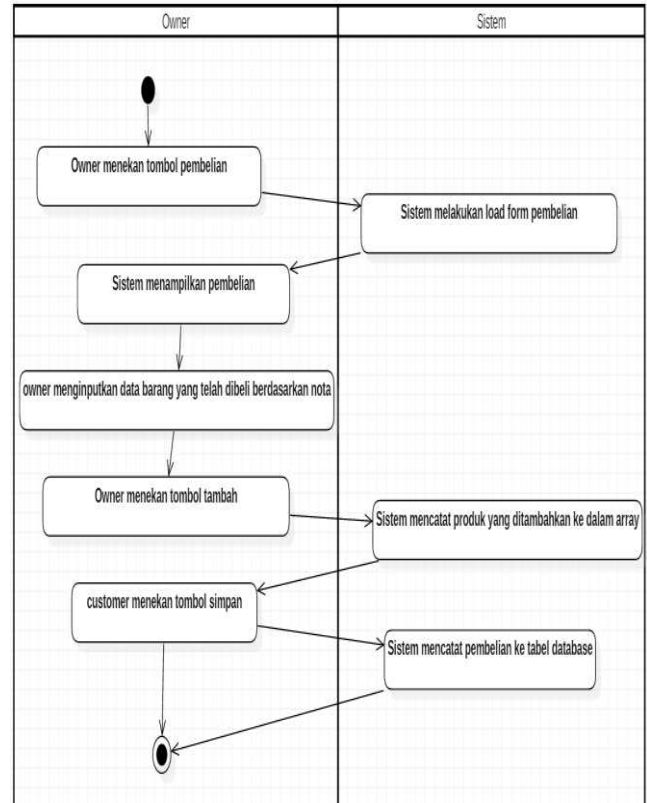 Owner
Sistem
Owner menekan tombol pembelian
Sistem melakukan load form pembelian
Sistem menampilkan pembelian
owner menginputkan data barang yang telah dibeli berdasarkan nota
Owner menekan tombol tambah
Sistem mencatat produk yang ditambahkan ke dalam array
customer menekan tombol simpan
Sistem mencatat pembelian ke tabel database